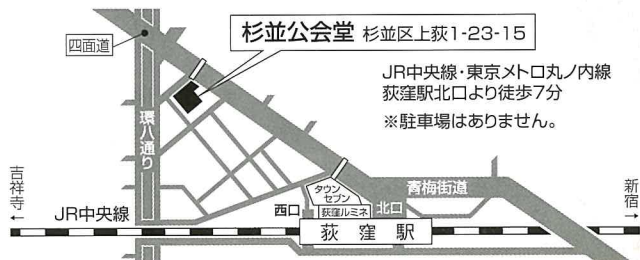 杉並公会堂 杉並区上荻1-23-15
四面道
JR中央線・東京メトロ丸ノ内線
荻窪駅北口より徒歩7分
※駐車場はありません。
環八通り
吉祥寺
←
JR中央線
タウン
セブン
荻窪ルミネ
西口
北口
青梅街道
新宿
→
荻窪駅